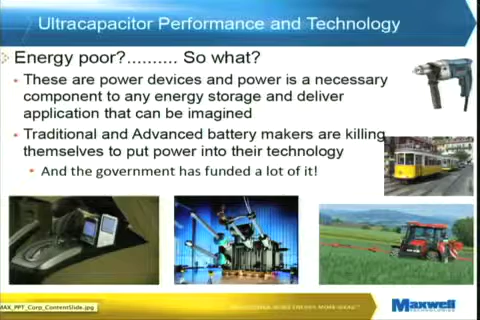 Ultracapacitor Performance and Technology
Energy poor?.......... So what?
These are power devices and power is a necessary
component to any energy storage and deliver
application that can be imagined
Traditional and Advanced battery makers are killing
themselves to put power into their technology
And the government has funded a lot of it!
MAX_PPT_Corp_ContentSlide.jpg
Maxwell
TECHNOLOGIES